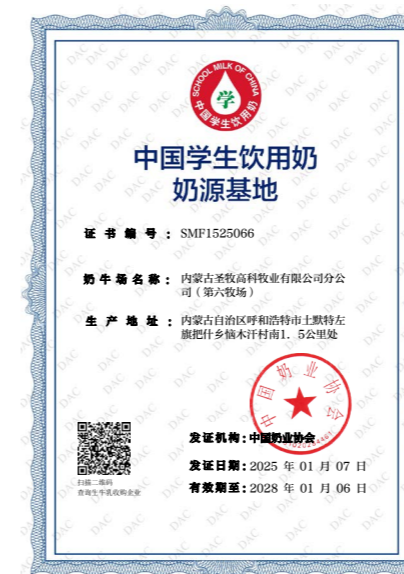 SCHOOL MILK OF CHINA
学
中国学生饮用奶
中国学生饮用奶
奶源基地
证书编号：SMF1525066
奶牛场名称：内蒙古圣牧高科牧业有限公司分公
司（第六牧场）
生产地址：内蒙古自治区呼和浩特市土默特左
旗把什乡恼木汗村南1．5公里处
中国奶业协会
发证机构：中国奶业协会
发证日期：2025 年 01 月 07 日
有效期至：2028 年 01 月 06 日
扫描二维码
查询生牛乳收购企业
DAC